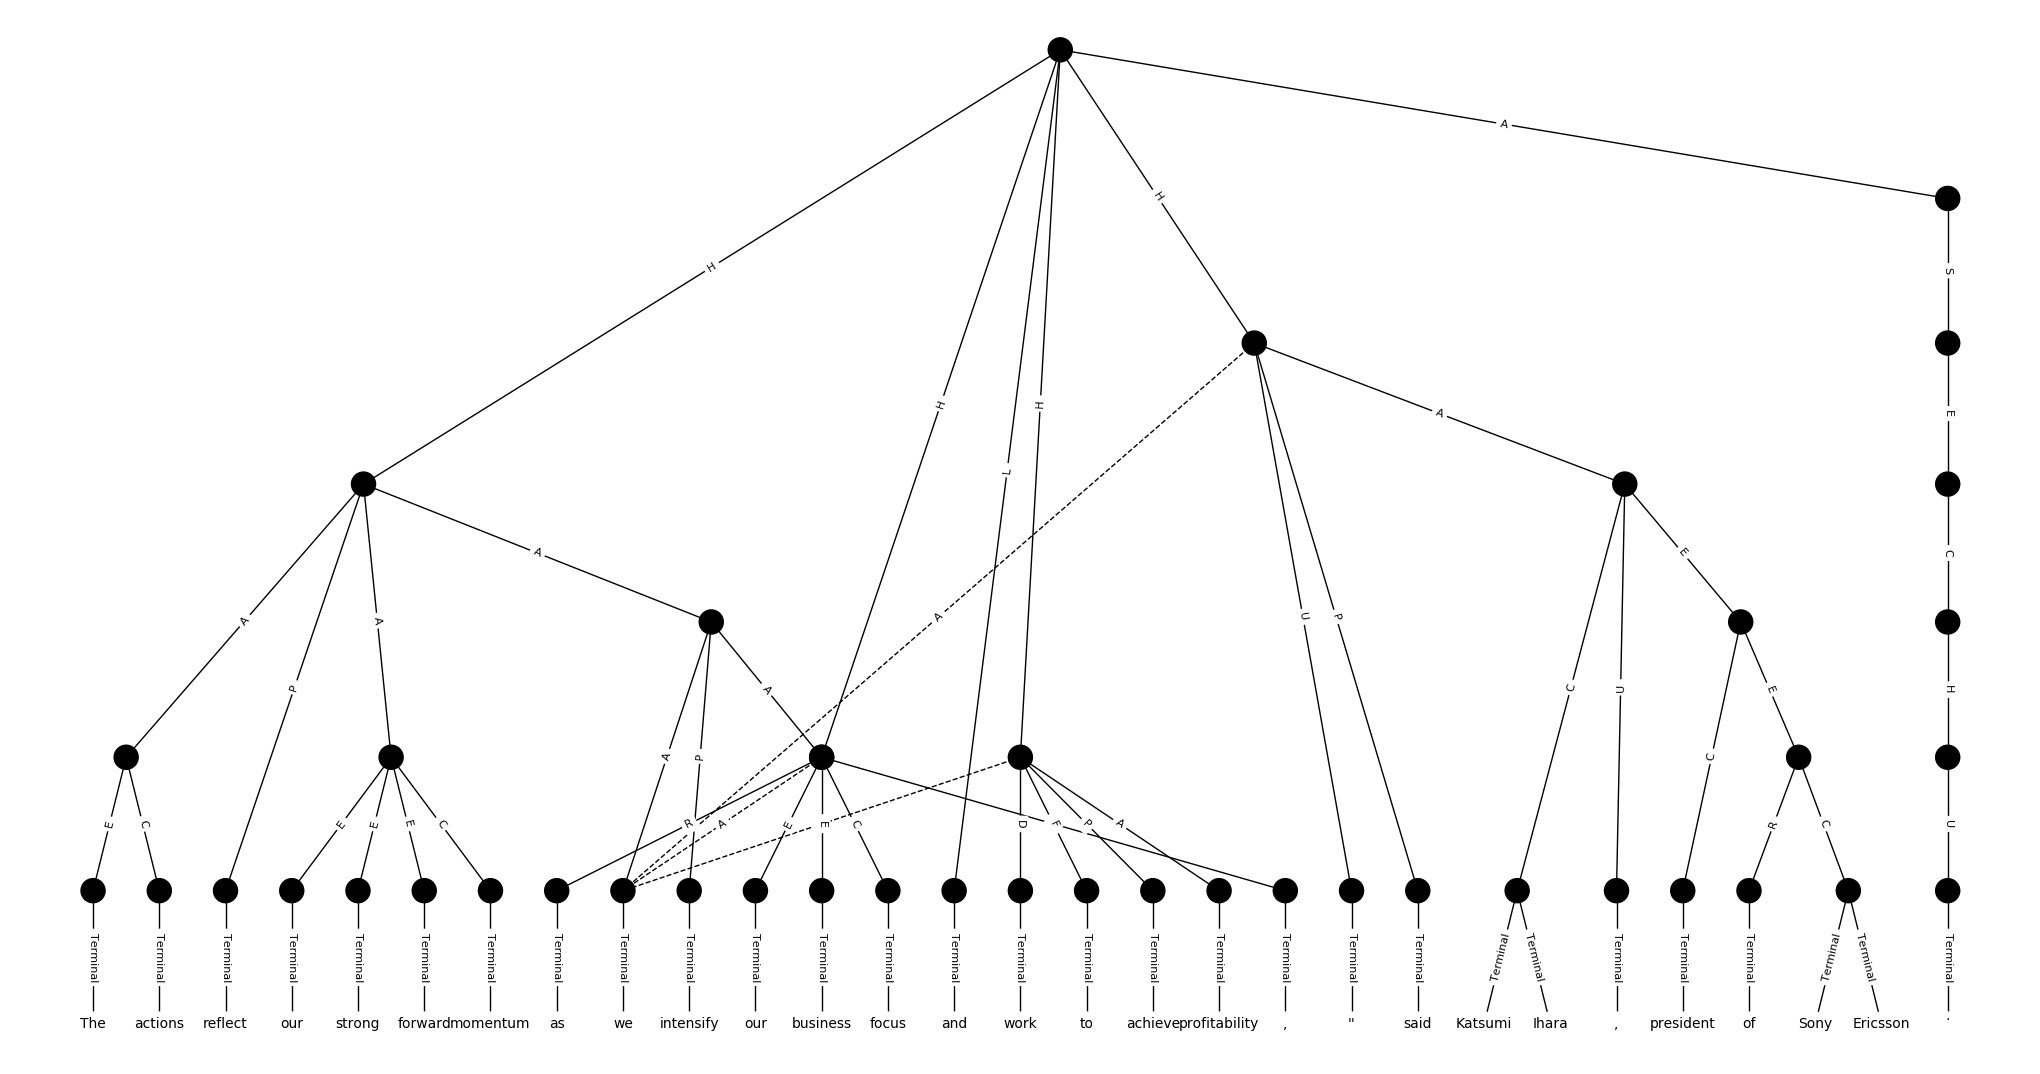 A
H
H
S
H
L
H
A
E
A
A
E
C
A
P
A
A
A
U
P
C
U
E
H
A
P
C
E
C
E
E
E
C
R
A
E
E
C
D
F
P
A
R
C
U
Terminal Terminal Terminal Terminal Terminal Terminal Terminal Terminal Terminal Terminal Terminal Terminal Terminal Terminal Terminal Terminal Terminal Terminal Terminal Terminal Terminal Terminal Terminal Terminal Terminal Terminal Terminal Terminal Terminal
The actions reflect our strong forward momentum as we intensify our business focus and work to achieve profitability , " said Katsumi Ihara , president of Sony Ericsson .